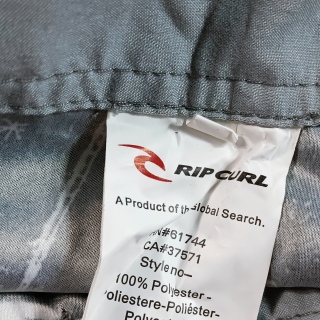 RIP CURL
A Product of the Global Search.
RN#61744
CA#37571
Style no–
100% Polyester -
Poliestere-Poliéster-